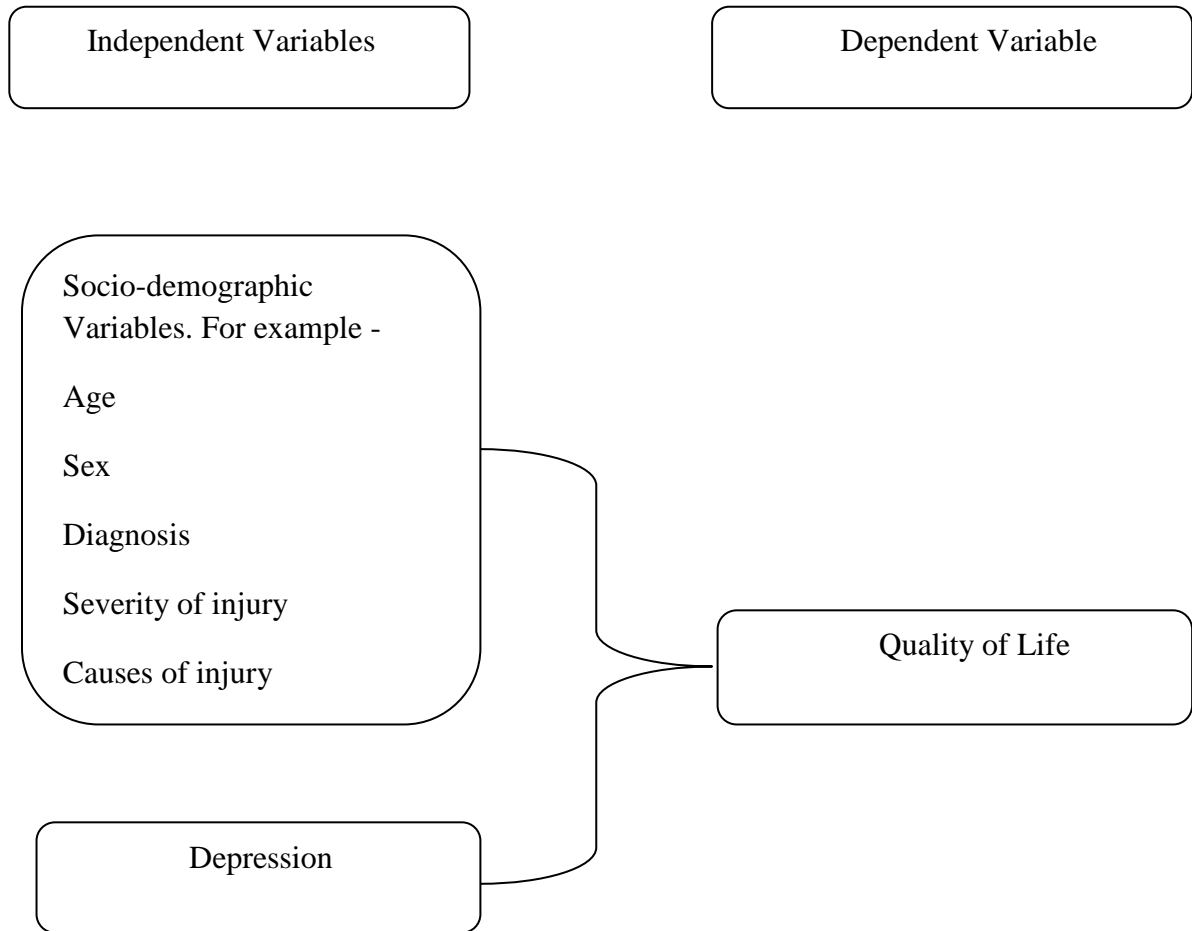 Independent Variables
Dependent Variable
Socio-demographic
Variables. For example -
Age
Sex
Diagnosis
Severity of injury
Causes of injury
Quality of Life
Depression